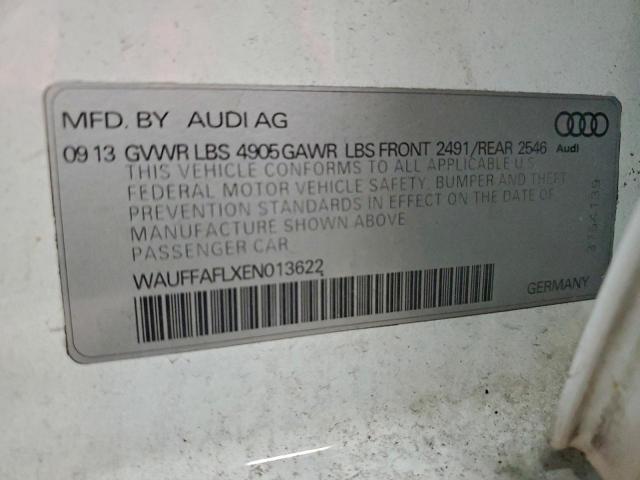 MFD. BY AUDI AG
09 13 GVWR LBS 4905 GAWR LBS FRONT 2491/REAR 2546
Audi
THIS VEHICLE CONFORMS TO ALL APPLICABLE U.S.
FEDERAL MOTOR VEHICLE SAFETY, BUMPER AND THEFT
PREVENTION STANDARDS IN EFFECT ON THE DATE OF
MANUFACTURE SHOWN ABOVE
PASSENGER CAR
WAUFFAFLXEN013622
GERMANY